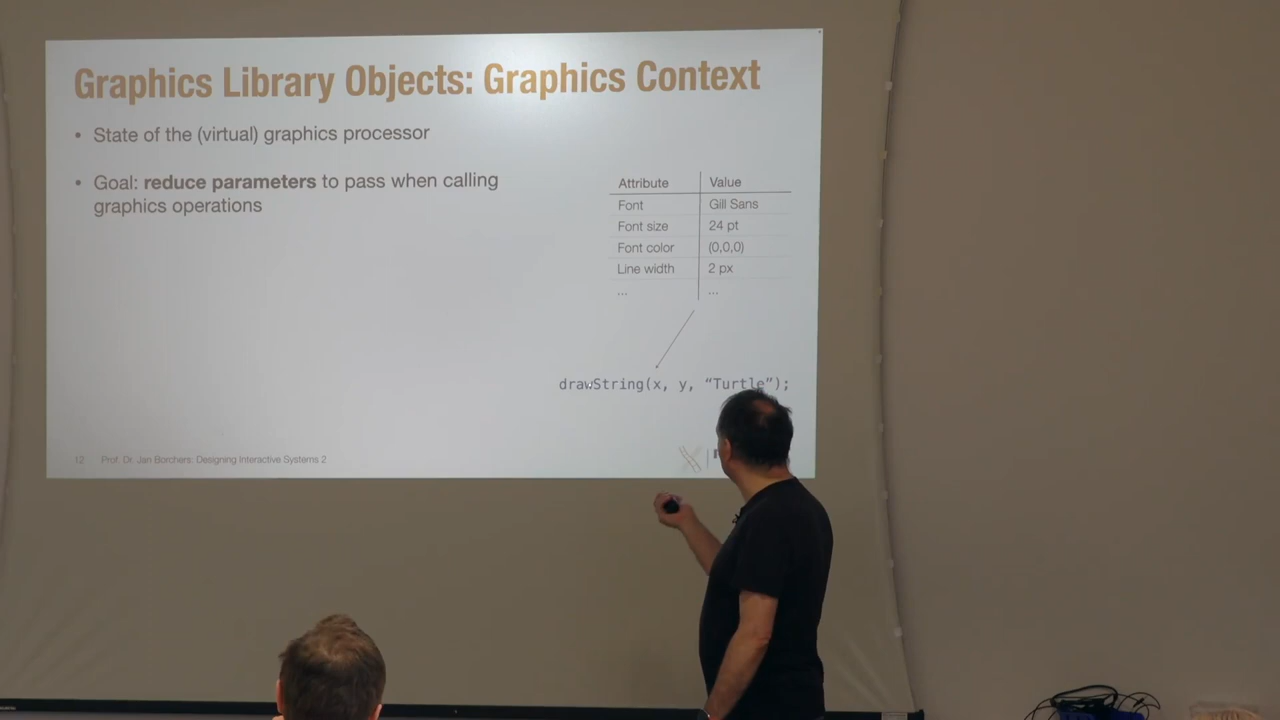 Graphics Library Objects: Graphics Context
• State of the (virtual) graphics processor
• Goal: reduce parameters to pass when calling
graphics operations
Attribute Value
Font Gill Sans
Font size 24 pt
Font color (0,0,0)
Line width 2 px
... ...
drawString(x, y, “Turtle”);
12 Prof. Dr. Jan Borchers: Designing Interactive Systems 2